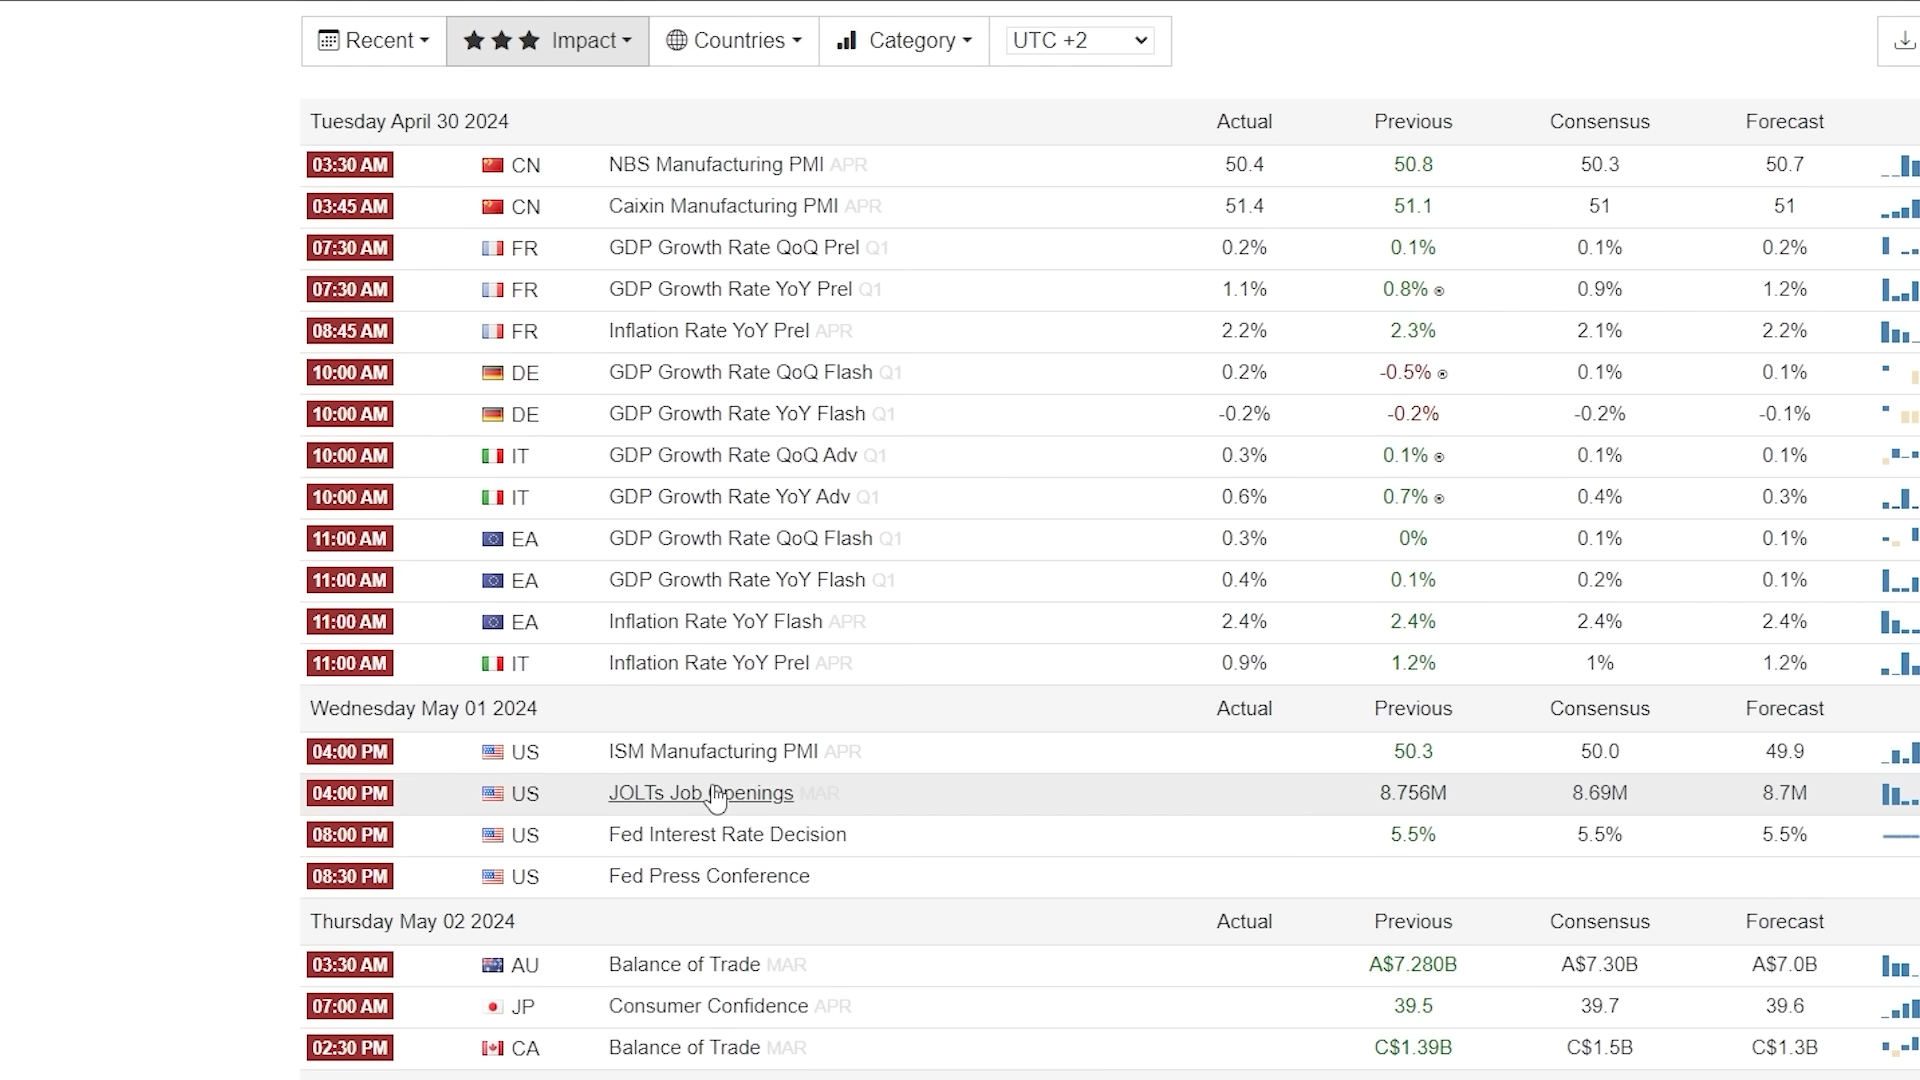 Recent Impact Countries Category UTC +2
Tuesday April 30 2024 Actual Previous Consensus Forecast
03:30 AM CN NBS Manufacturing PMI APR 50.4 50.8 50.3 50.7
03:45 AM CN Caixin Manufacturing PMI APR 51.4 51.1 51 51
07:30 AM FR GDP Growth Rate QoQ Prel Q1 0.2% 0.1% 0.1% 0.2%
07:30 AM FR GDP Growth Rate YoY Prel Q1 1.1% 0.8% 0.9% 1.2%
08:45 AM FR Inflation Rate YoY Prel APR 2.2% 2.3% 2.1% 2.2%
10:00 AM DE GDP Growth Rate QoQ Flash Q1 0.2% -0.5% 0.1% 0.1%
10:00 AM DE GDP Growth Rate YoY Flash Q1 -0.2% -0.2% -0.2% -0.1%
10:00 AM IT GDP Growth Rate QoQ Adv Q1 0.3% 0.1% 0.1% 0.1%
10:00 AM IT GDP Growth Rate YoY Adv Q1 0.6% 0.7% 0.4% 0.3%
11:00 AM EA GDP Growth Rate QoQ Flash Q1 0.3% 0% 0.1% 0.1%
11:00 AM EA GDP Growth Rate YoY Flash Q1 0.4% 0.1% 0.2% 0.1%
11:00 AM EA Inflation Rate YoY Flash APR 2.4% 2.4% 2.4% 2.4%
11:00 AM IT Inflation Rate YoY Prel APR 0.9% 1.2% 1% 1.2%
Wednesday May 01 2024 Actual Previous Consensus Forecast
04:00 PM US ISM Manufacturing PMI APR 50.3 50.0 49.9
04:00 PM US JOLTs Job Openings MAR 8.756M 8.69M 8.7M
08:00 PM US Fed Interest Rate Decision 5.5% 5.5% 5.5%
08:30 PM US Fed Press Conference
Thursday May 02 2024 Actual Previous Consensus Forecast
03:30 AM AU Balance of Trade MAR A$7.280B A$7.30B A$7.0B
07:00 AM JP Consumer Confidence APR 39.5 39.7 39.6
02:30 PM CA Balance of Trade MAR C$1.39B C$1.5B C$1.3B